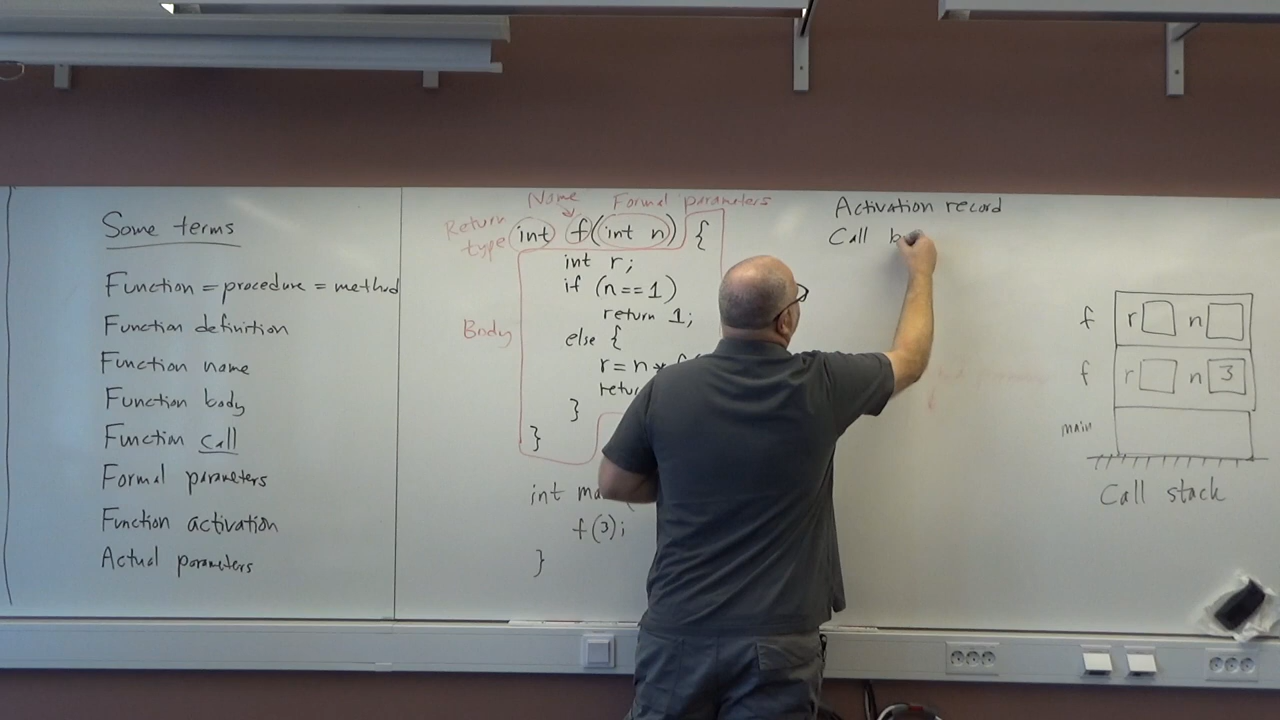 Some terms
Function = procedure = method
Function definition
Function name
Function body
Function call
Formal parameters
Function activation
Actual parameters
Name
Formal parameters
Return type
int f(int n) {
int r;
if (n==1)
return 1;
else {
r = n *
}
}
Body
int
f(3);
}
Activation record
Call
f r n
f r n 3
main
Call stack